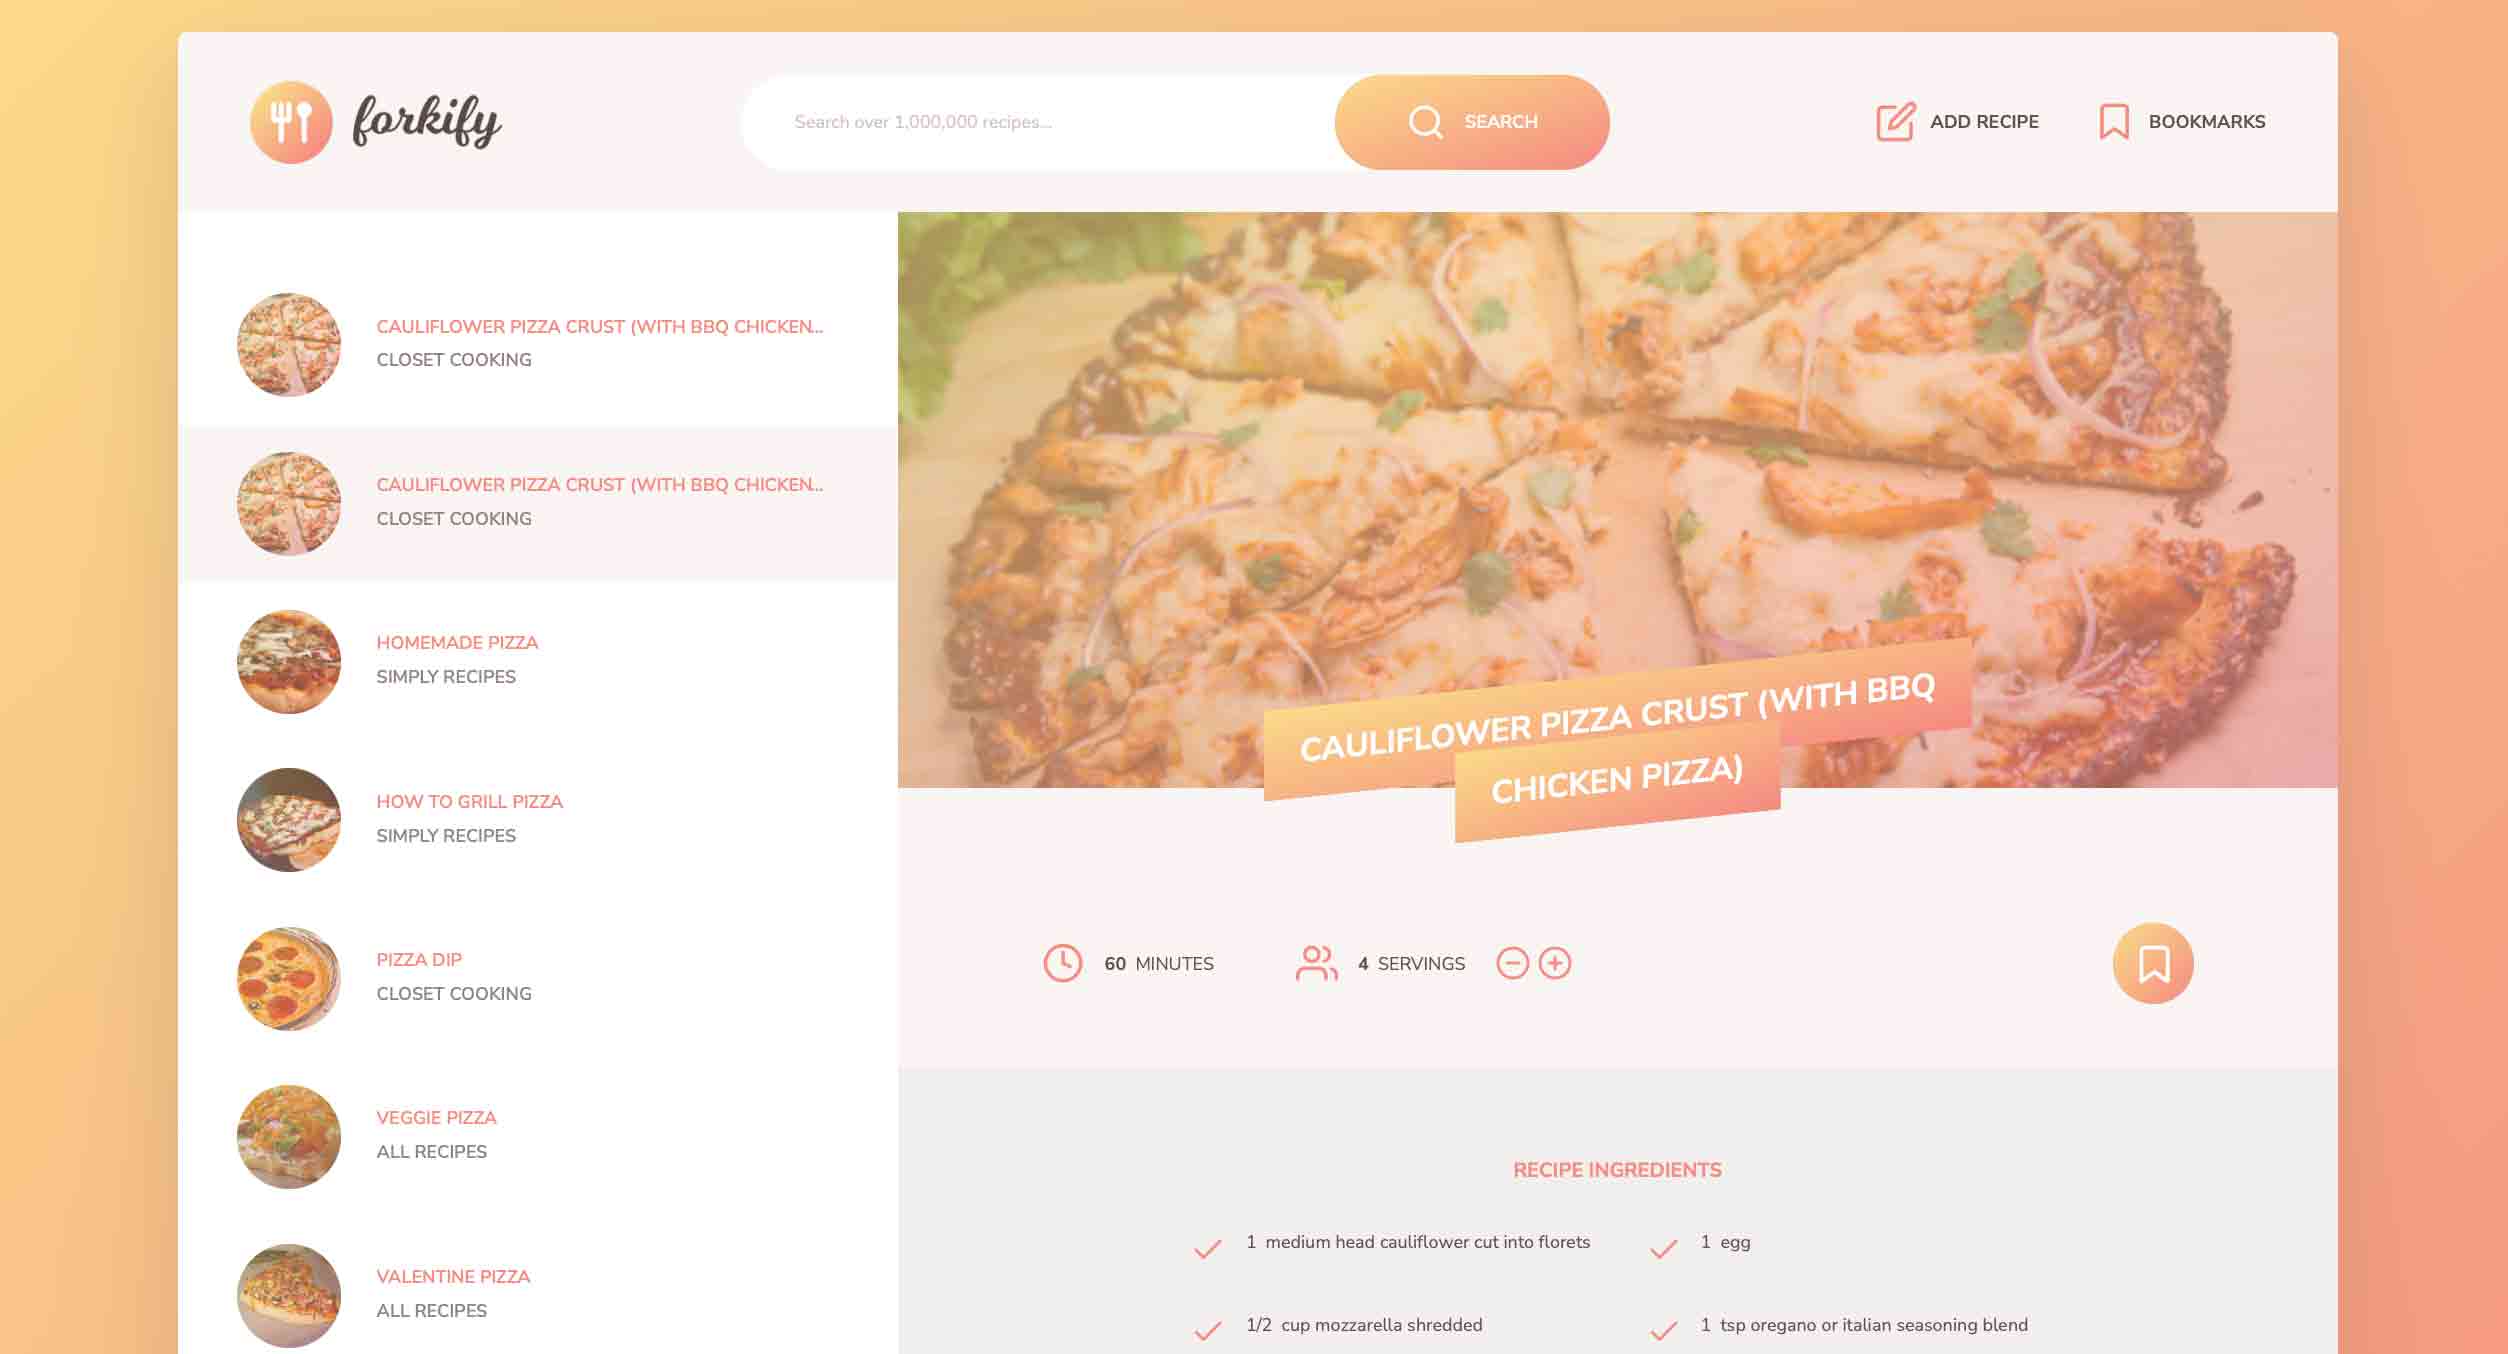 forkify
Search over 1,000,000 recipes...
SEARCH
ADD RECIPE
BOOKMARKS
CAULIFLOWER PIZZA CRUST (WITH BBQ CHICKEN...
CLOSET COOKING
CAULIFLOWER PIZZA CRUST (WITH BBQ CHICKEN...
CLOSET COOKING
HOMEMADE PIZZA
SIMPLY RECIPES
HOW TO GRILL PIZZA
SIMPLY RECIPES
PIZZA DIP
CLOSET COOKING
VEGGIE PIZZA
ALL RECIPES
VALENTINE PIZZA
ALL RECIPES
CAULIFLOWER PIZZA CRUST (WITH BBQ
CHICKEN PIZZA)
60 MINUTES
4 SERVINGS
RECIPE INGREDIENTS
1 medium head cauliflower cut into florets
1 egg
1/2 cup mozzarella shredded
1 tsp oregano or italian seasoning blend